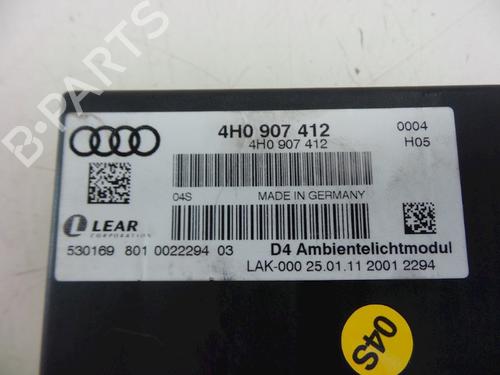 4H0 907 412
4H0 907 412
0004
H05
04S
MADE IN GERMANY
LEAR
CORPORATION
530169 801 0022294 03
D4 Ambientelichtmodul
LAK-000 25.01.11 2001 2294
04S
B-PARTS